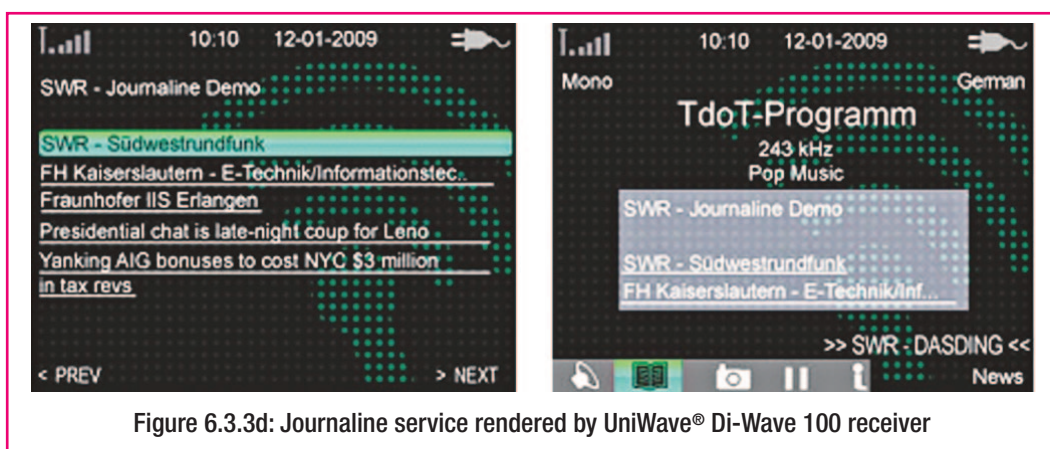 10:10 12-01-2009
SWR - Journaline Demo
SWR - Südwestrundfunk
FH Kaiserslautern - E-Technik/Informationstec..
Fraunhofer IIS Erlangen
Presidential chat is late-night coup for Leno
Yanking AIG bonuses to cost NYC $3 million
in tax revs
< PREV > NEXT
10:10 12-01-2009
Mono German
TdoT-Programm
243 kHz
Pop Music
SWR - Journaline Demo
SWR - Südwestrundfunk
FH Kaiserslautern - E-Technik/Inf...
>> SWR - DASDING <<
News
Figure 6.3.3d: Journaline service rendered by UniWave® Di-Wave 100 receiver